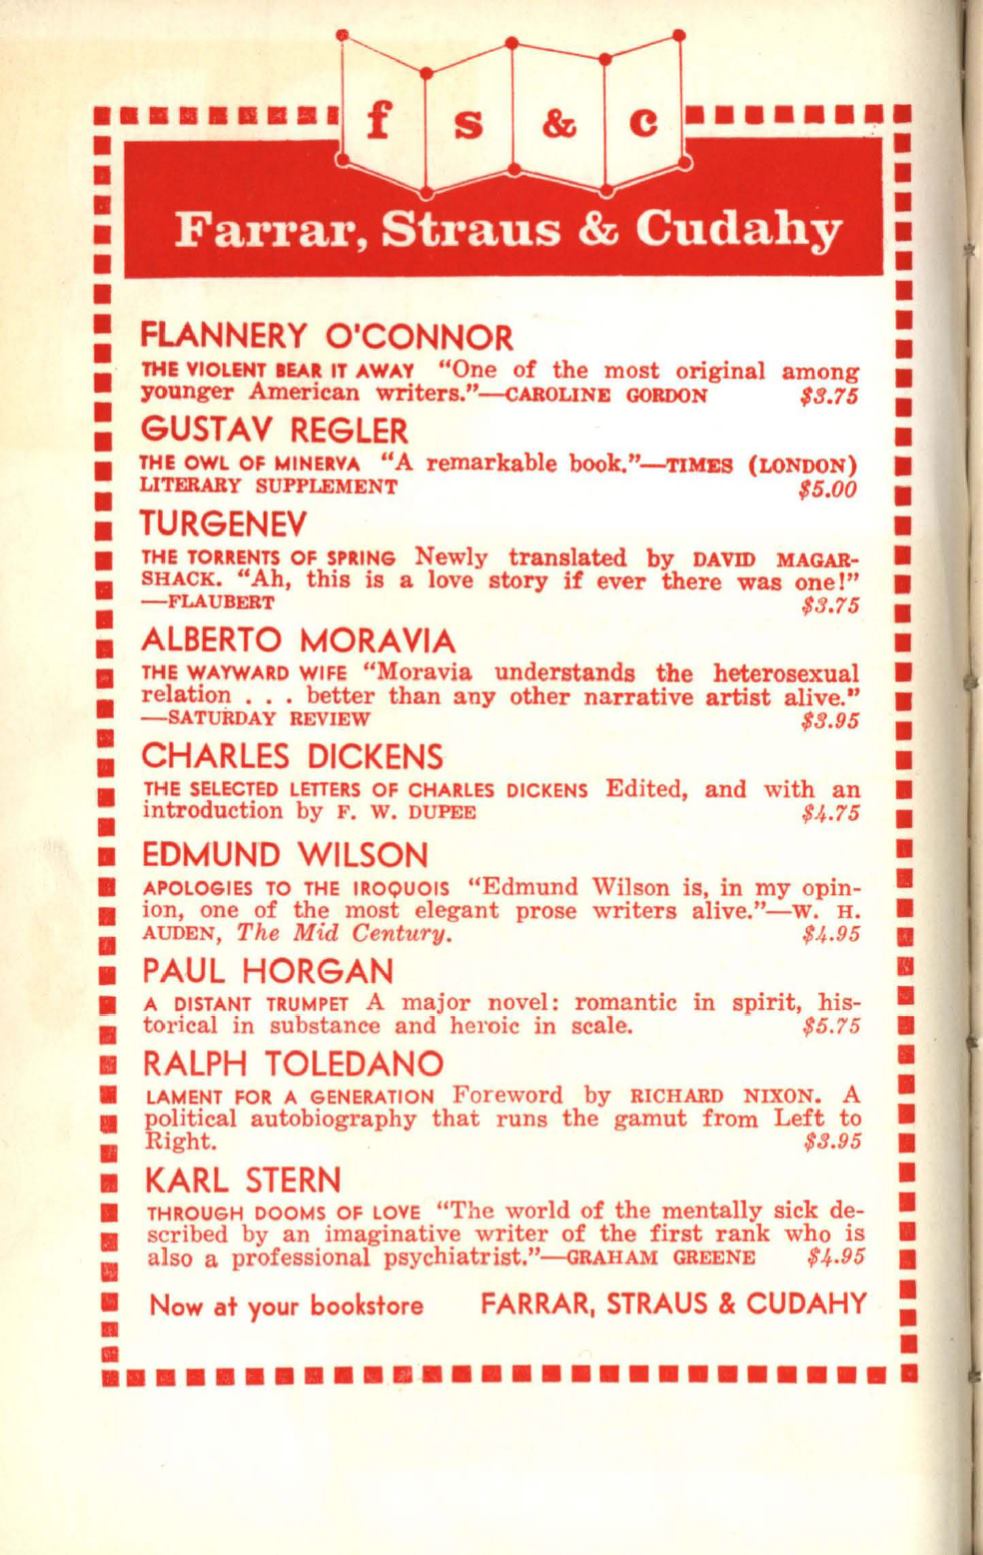 f s & c
Farrar, Straus & Cudahy
FLANNERY O'CONNOR
THE VIOLENT BEAR IT AWAY "One of the most original among
younger American writers."—CAROLINE GORDON $3.75
GUSTAV REGLER
THE OWL OF MINERVA "A remarkable book."—TIMES (LONDON)
LITERARY SUPPLEMENT $5.00
TURGENEV
THE TORRENTS OF SPRING Newly translated by DAVID MAGAR-
SHACK. "Ah, this is a love story if ever there was one!"
—FLAUBERT $3.75
ALBERTO MORAVIA
THE WAYWARD WIFE "Moravia understands the heterosexual
relation . . . better than any other narrative artist alive."
—SATURDAY REVIEW $3.95
CHARLES DICKENS
THE SELECTED LETTERS OF CHARLES DICKENS Edited, and with an
introduction by F. W. DUPEE $4.75
EDMUND WILSON
APOLOGIES TO THE IROQUOIS "Edmund Wilson is, in my opin-
ion, one of the most elegant prose writers alive."—W. H.
AUDEN, The Mid Century. $4.95
PAUL HORGAN
A DISTANT TRUMPET A major novel: romantic in spirit, his-
torical in substance and heroic in scale. $5.75
RALPH TOLEDANO
LAMENT FOR A GENERATION Foreword by RICHARD NIXON. A
political autobiography that runs the gamut from Left to
Right. $3.95
KARL STERN
THROUGH DOOMS OF LOVE "The world of the mentally sick de-
scribed by an imaginative writer of the first rank who is
also a professional psychiatrist."—GRAHAM GREENE $4.95
Now at your bookstore FARRAR, STRAUS & CUDAHY